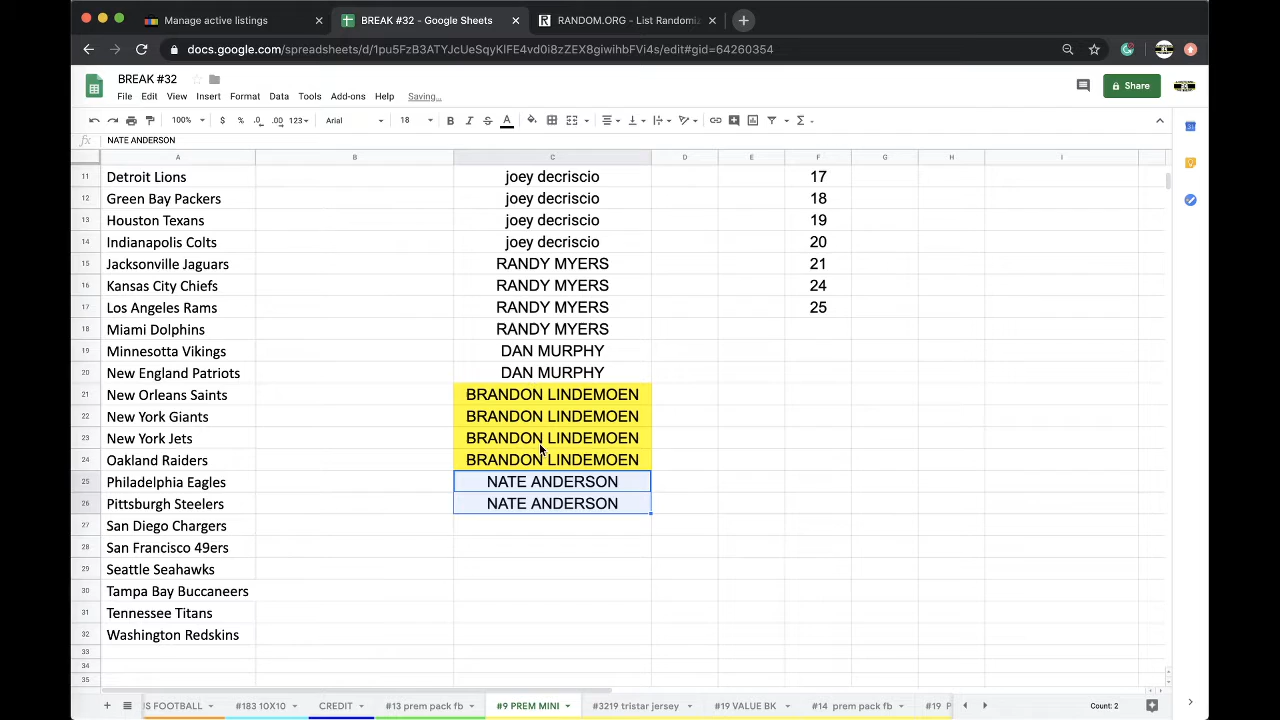 Manage active listings
BREAK #32 - Google Sheets
RANDOM.ORG - List Randomiz
docs.google.com/spreadsheets/d/1pu5FzB3ATYJcUeSqyKIFE4vd0i8zZEX8giwihbFVi4s/edit#gid=64260354
BREAK #32
File Edit View Insert Format Data Tools Add-ons Help Saving...
Share
100% $ % .0 .00 123 Arial 18 B I S A
fx NATE ANDERSON
A B C D E F G H I
11 Detroit Lions joey decriscio 17
12 Green Bay Packers joey decriscio 18
13 Houston Texans joey decriscio 19
14 Indianapolis Colts joey decriscio 20
15 Jacksonville Jaguars RANDY MYERS 21
16 Kansas City Chiefs RANDY MYERS 24
17 Los Angeles Rams RANDY MYERS 25
18 Miami Dolphins RANDY MYERS
19 Minnesotta Vikings DAN MURPHY
20 New England Patriots DAN MURPHY
21 New Orleans Saints BRANDON LINDEMOEN
22 New York Giants BRANDON LINDEMOEN
23 New York Jets BRANDON LINDEMOEN
24 Oakland Raiders BRANDON LINDEMOEN
25 Philadelphia Eagles NATE ANDERSON
26 Pittsburgh Steelers NATE ANDERSON
27 San Diego Chargers
28 San Francisco 49ers
29 Seattle Seahawks
30 Tampa Bay Buccaneers
31 Tennessee Titans
32 Washington Redskins
33
34
35
IS FOOTBALL #183 10X10 CREDIT #13 prem pack fb #9 PREM MINI #3219 tristar jersey #19 VALUE BK #14 prem pack fb #19 P Count: 2